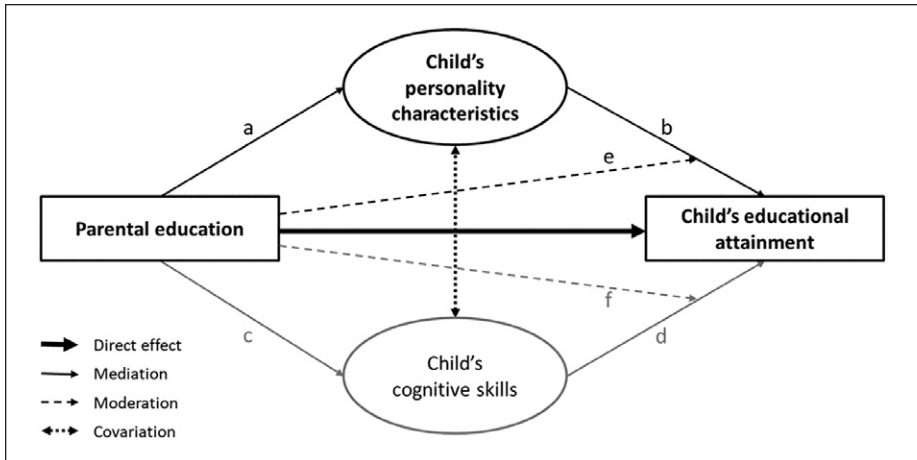 Child's
personality
characteristics
a
b
e
Parental education
Child's educational
attainment
f
c
d
Child's
cognitive skills
Direct effect
Mediation
Moderation
Covariation